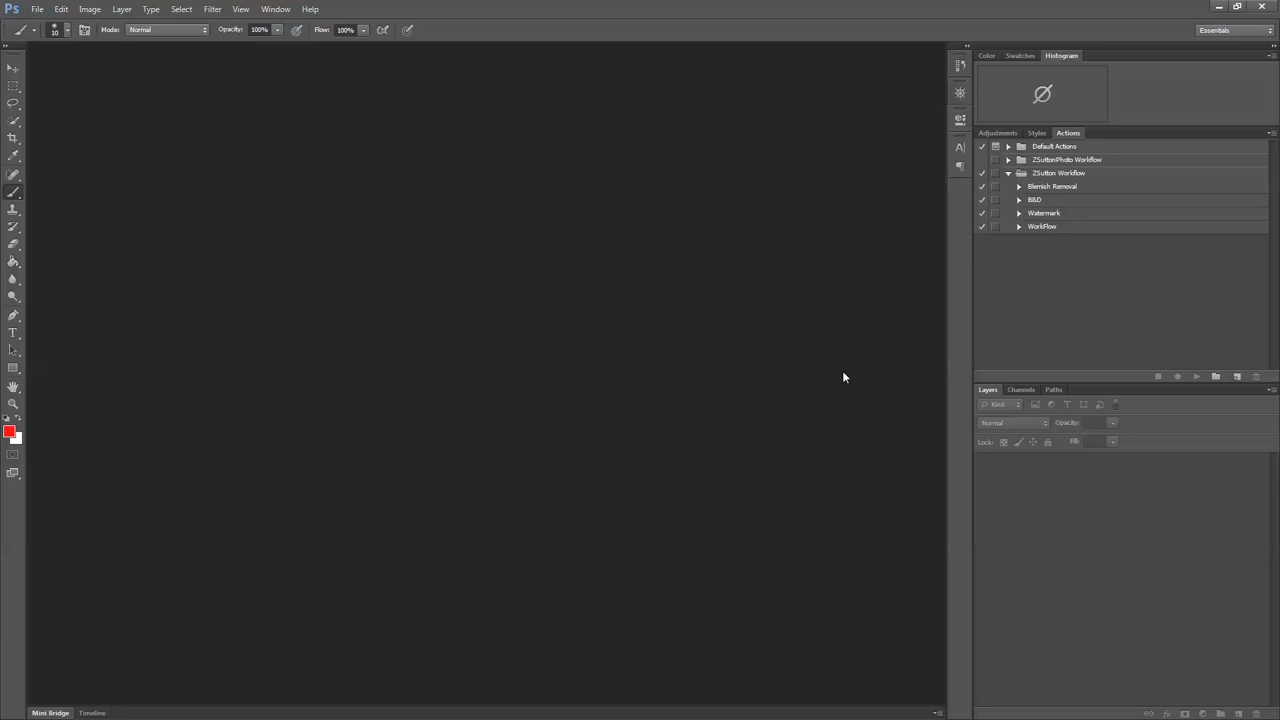 Ps File Edit Image Layer Type Select Filter View Window Help
10 Mode: Normal Opacity: 100% Flow: 100% Essentials
Color Swatches Histogram
Adjustments Styles Actions
Default Actions
ZSuttonPhoto Workflow
ZSutton Workflow
Blemish Removal
B&D
Watermark
WorkFlow
Layers Channels Paths
Kind
Normal Opacity:
Lock: Fill:
Mini Bridge Timeline